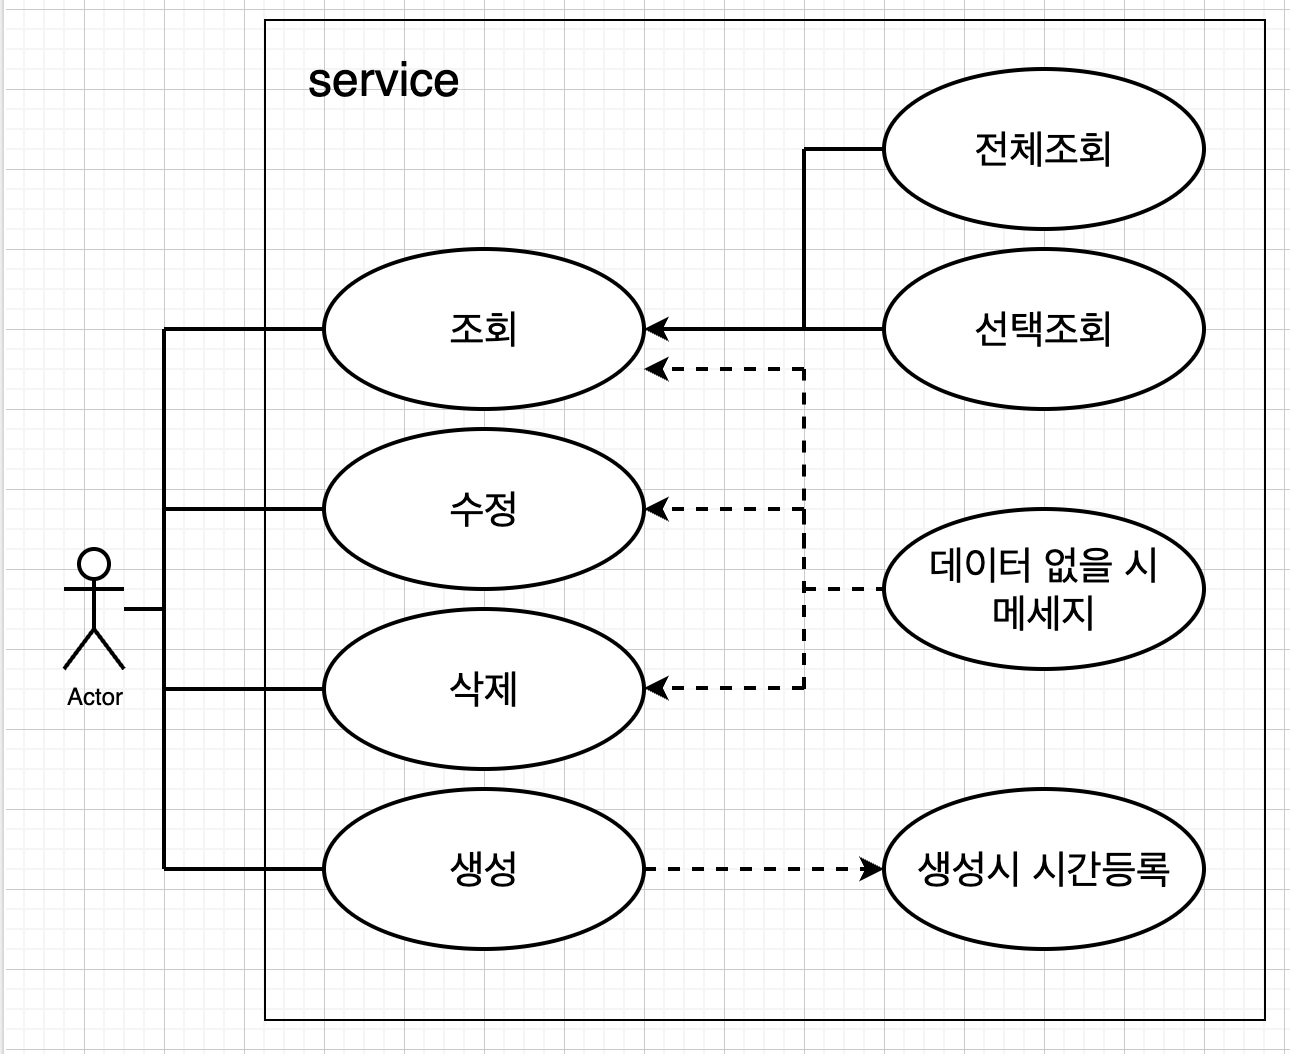 service
전체조회
조회
선택조회
수정
데이터 없을 시
메세지
삭제
Actor
생성
생성시 시간등록